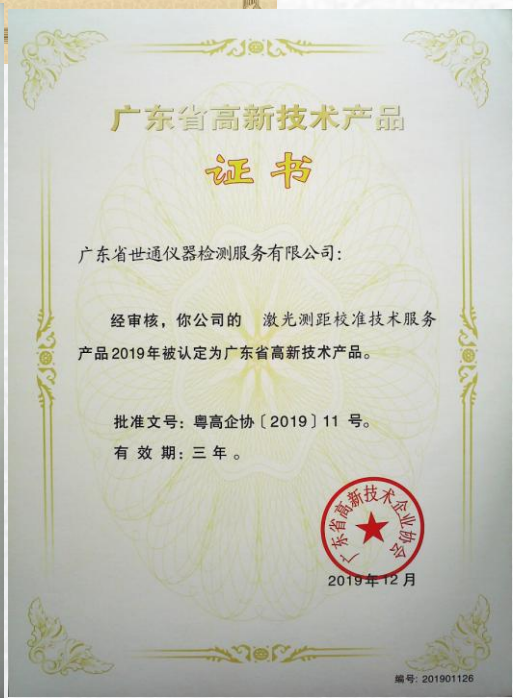 广东省高新技术产品
证书
广东省世通仪器检测服务有限公司:
经审核,你公司的 激光测距校准技术服务
产品2019年被认定为广东省高新技术产品。
批准文号:粤高企协〔2019〕11 号。
有 效 期:三 年 。
广东省高新技术企业协会
2019年12月
编号: 201901126